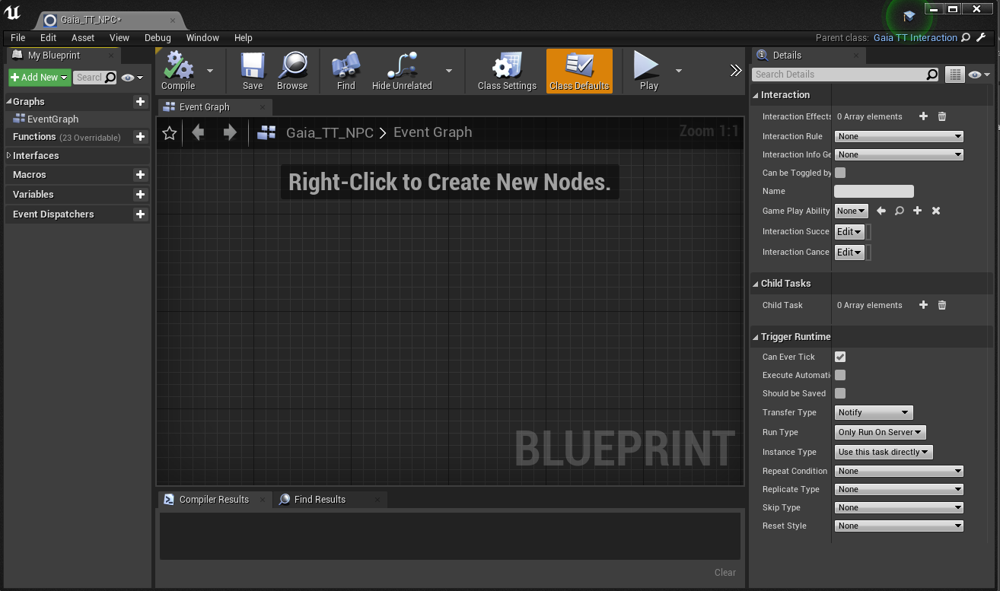 Gaia_TT_NPC*
File Edit Asset View Debug Window Help
Parent class: Gaia TT Interaction
My Blueprint
Add New
Search
Graphs
EventGraph
Functions (23 Overridable)
Interfaces
Macros
Variables
Event Dispatchers
Compile
Save
Browse
Find
Hide Unrelated
Class Settings
Class Defaults
Play
Event Graph
Gaia_TT_NPC > Event Graph
Zoom 1:1
Right-Click to Create New Nodes.
BLUEPRINT
Compiler Results
Find Results
Clear
Details
Search Details
Interaction
Interaction Effects 0 Array elements
Interaction Rule None
Interaction Info Ge None
Can be Toggled by
Name
Game Play Ability None
Interaction Succe Edit
Interaction Cance Edit
Child Tasks
Child Task 0 Array elements
Trigger Runtime
Can Ever Tick
Execute Automati
Should be Saved
Transfer Type Notify
Run Type Only Run On Server
Instance Type Use this task directly
Repeat Condition None
Replicate Type None
Skip Type None
Reset Style None